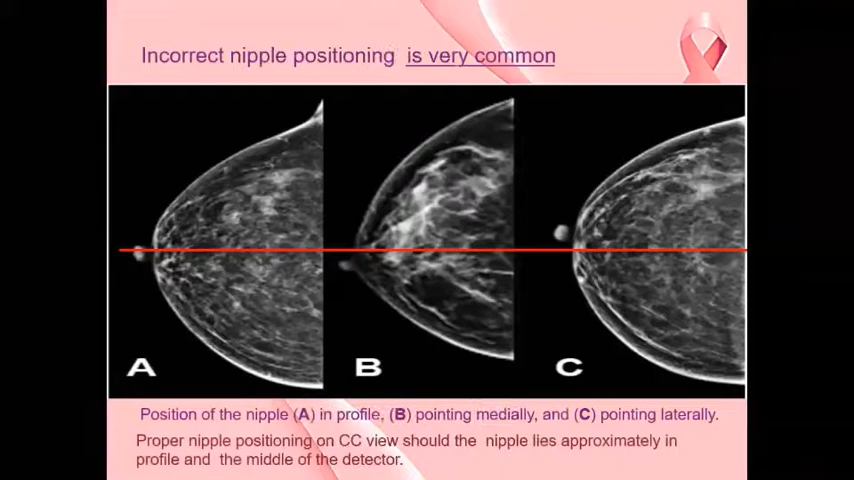 Incorrect nipple positioning is very common
A B C
Position of the nipple (A) in profile, (B) pointing medially, and (C) pointing laterally.
Proper nipple positioning on CC view should the nipple lies approximately in
profile and the middle of the detector.